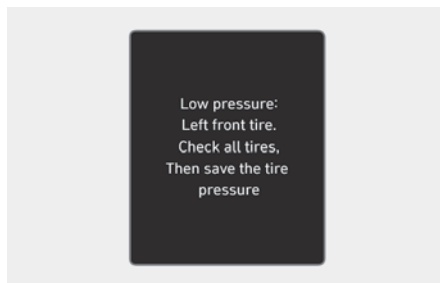 Low pressure:
Left front tire.
Check all tires,
Then save the tire
pressure